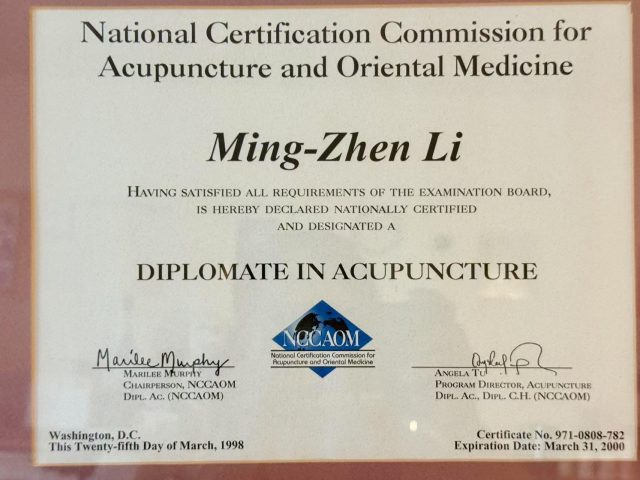 National Certification Commission for
Acupuncture and Oriental Medicine
Ming-Zhen Li
HAVING SATISFIED ALL REQUIREMENTS OF THE EXAMINATION BOARD,
IS HEREBY DECLARED NATIONALLY CERTIFIED
AND DESIGNATED A
DIPLOMATE IN ACUPUNCTURE
NCCAOM
National Certification Commission for
Acupuncture and Oriental Medicine
Marilee Murphy
MARILEE MURPHY
CHAIRPERSON, NCCAOM
DIPL. AC. (NCCAOM)
ANGELA TU
PROGRAM DIRECTOR, ACUPUNCTURE
DIPL. AC., DIPL. C.H. (NCCAOM)
Washington, D.C.
This Twenty-fifth Day of March, 1998
Certificate No. 971-0808-782
Expiration Date: March 31, 2000